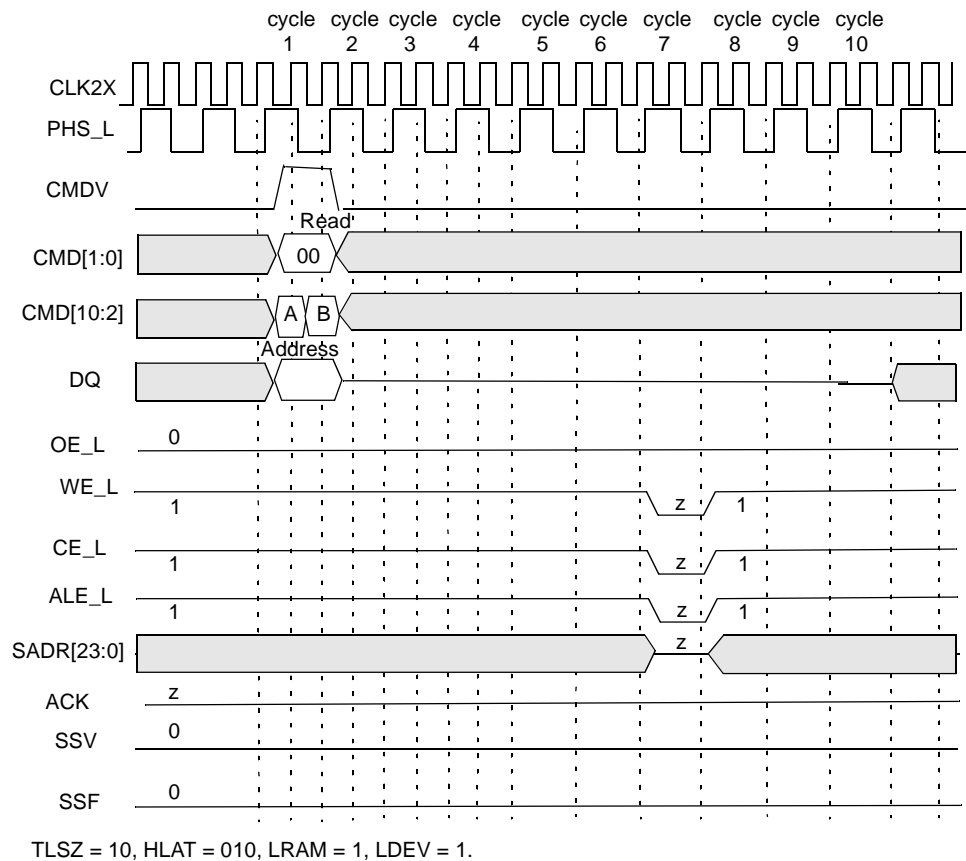 cycle cycle cycle cycle cycle cycle cycle cycle cycle cycle
1 2 3 4 5 6 7 8 9 10
CLK2X
PHS_L
CMDV
Read
CMD[1:0] 00
CMD[10:2] A B
Address
DQ
OE_L 0
WE_L 1 z 1
CE_L 1 z 1
ALE_L 1 z 1
SADR[23:0] z
ACK z
SSV 0
SSF 0
TLSZ = 10, HLAT = 010, LRAM = 1, LDEV = 1.